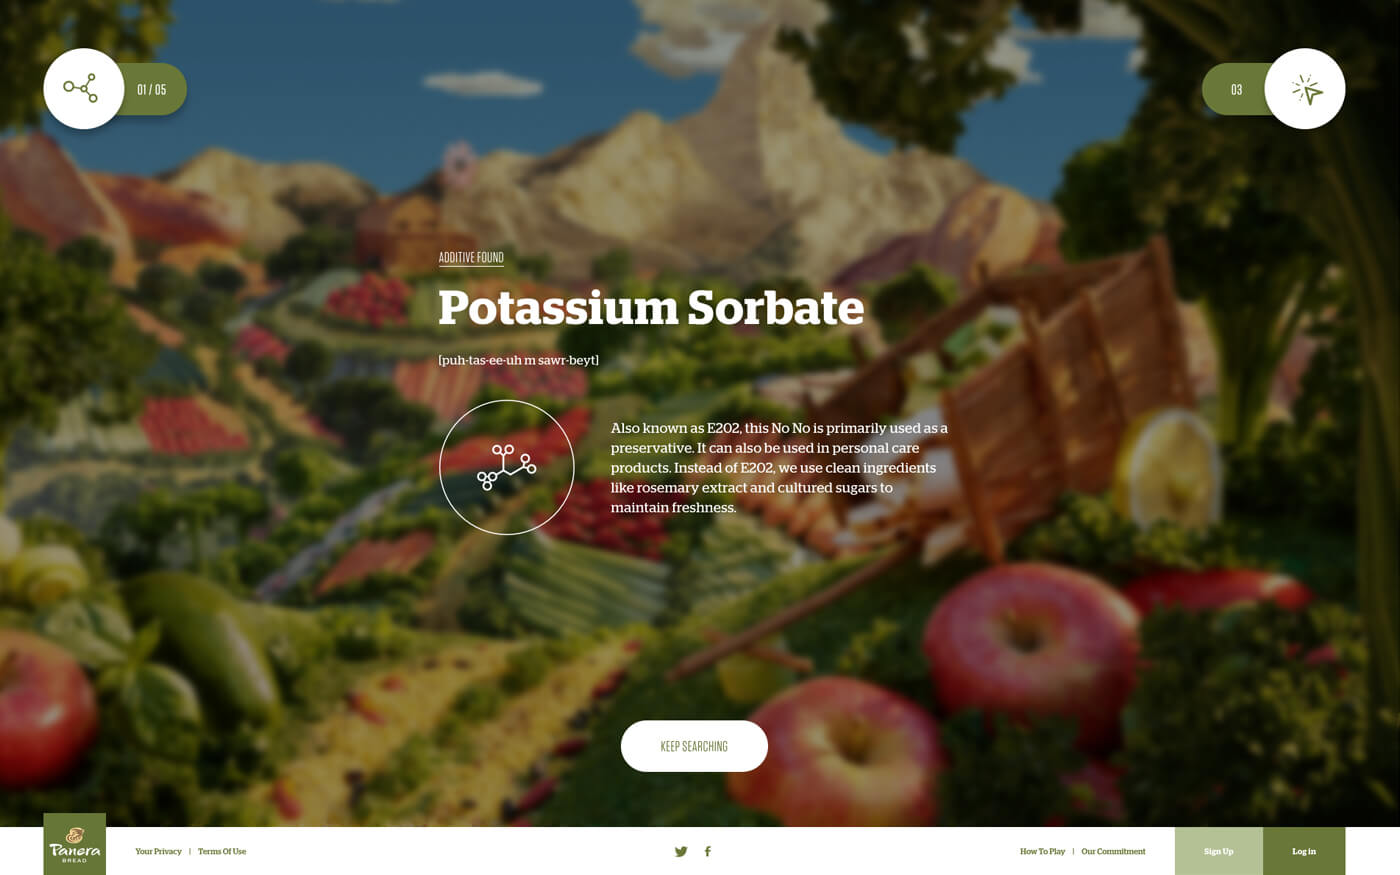 01 / 05
03
ADDITIVE FOUND
Potassium Sorbate
[puh-tas-ee-uh m sawr-beyt]
Also known as E202, this No No is primarily used as a
preservative. It can also be used in personal care
products. Instead of E202, we use clean ingredients
like rosemary extract and cultured sugars to
maintain freshness.
KEEP SEARCHING
Panera
BREAD
Your Privacy | Terms Of Use
How To Play | Our Commitment
Sign Up
Log in